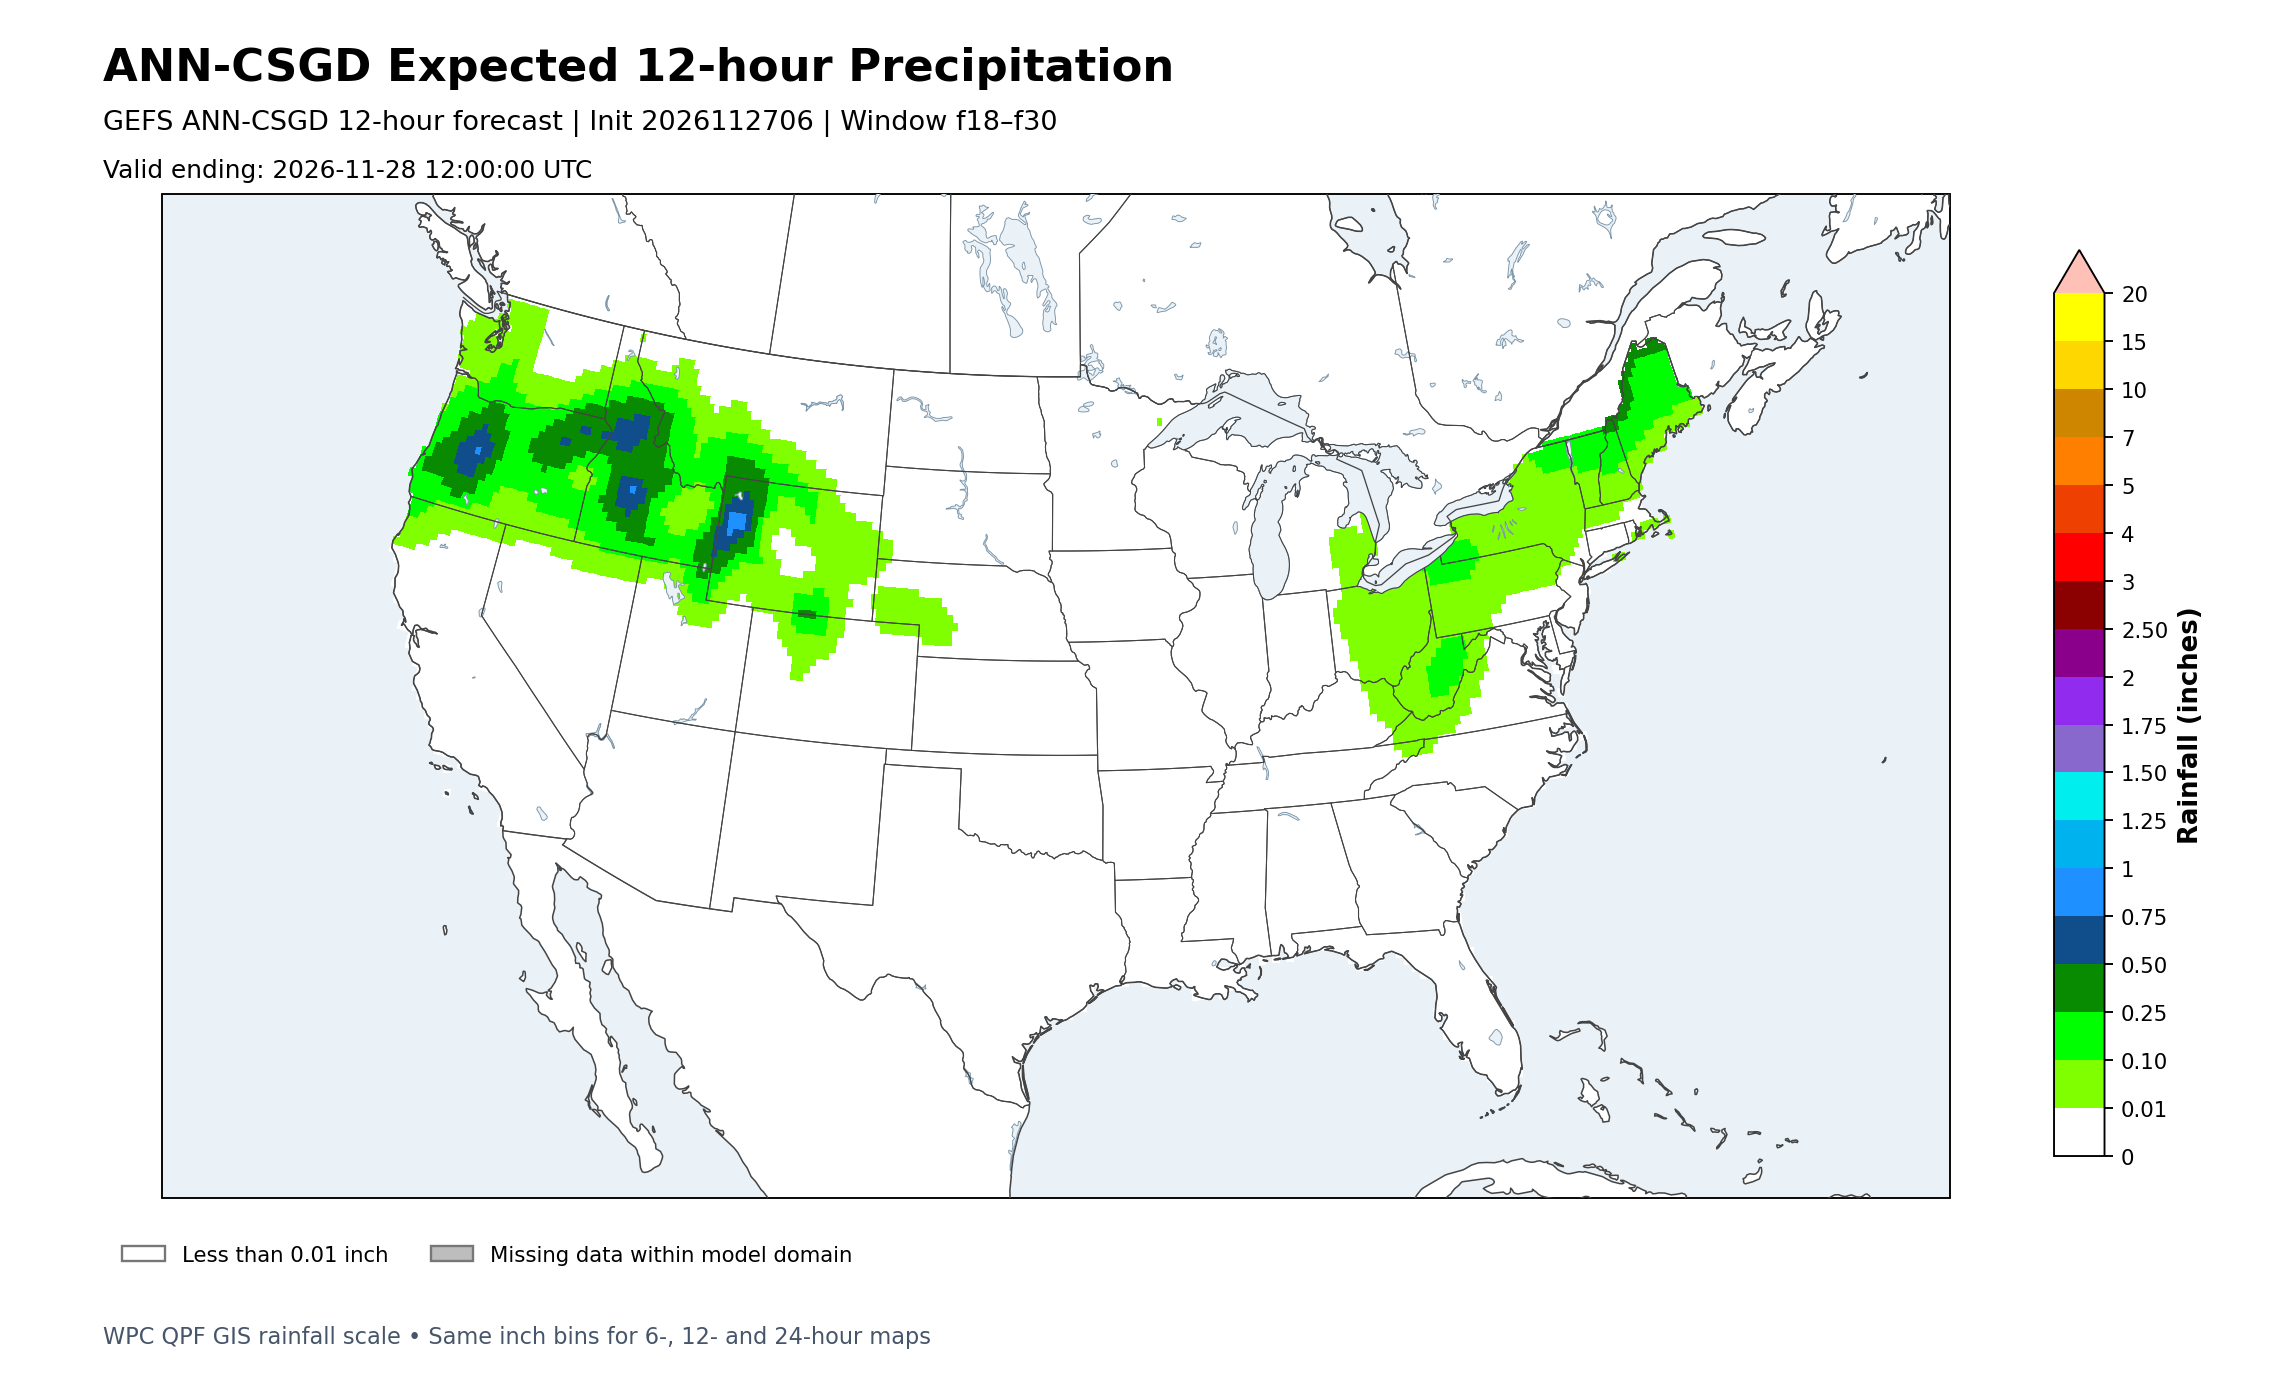 ANN-CSGD Expected 12-hour Precipitation
GEFS ANN-CSGD 12-hour forecast | Init 2026112706 | Window f18–f30
Valid ending: 2026-11-28 12:00:00 UTC
20
15
10
7
5
4
3
2.50
2
1.75
1.50
1.25
1
0.75
0.50
0.25
0.10
0.01
0
Rainfall (inches)
Less than 0.01 inch
Missing data within model domain
WPC QPF GIS rainfall scale • Same inch bins for 6-, 12- and 24-hour maps